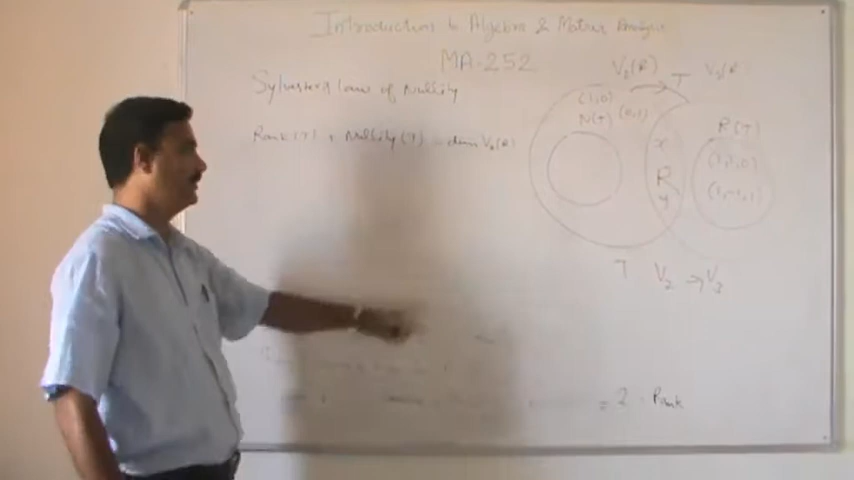 Introduction to Algebra & Matrix Analysis
MA-252
Sylvester's Law of Nullity
Rank (T) + Nullity (T) = dim V₂(R)
V₂(R) T V₃(R
(1,0)
N(T) (0,1)
R(T)
x
(1,1,0)
R
(1,-1,1)
y
T V₂ → V₃
= 2 = Rank